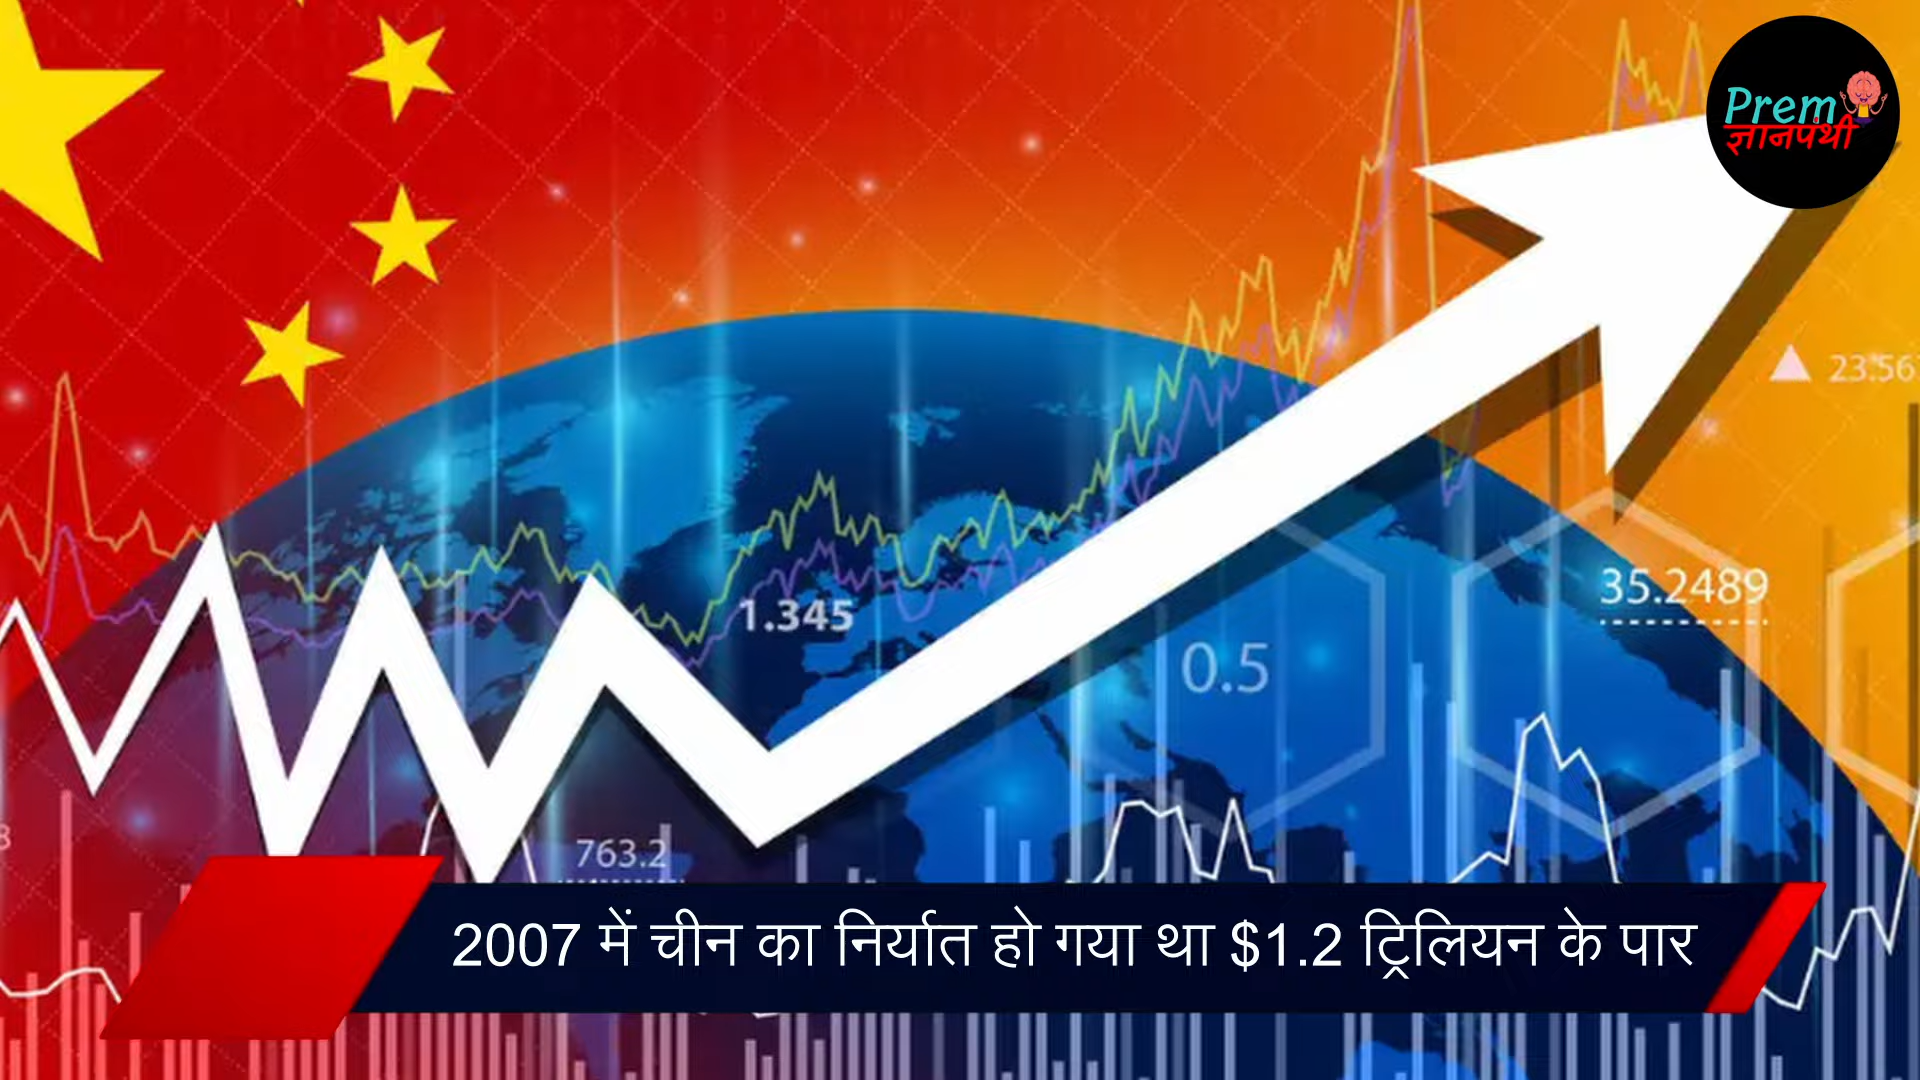 Prem
ज्ञानपंथी
23.56
35.2489
1.345
0.5
763.2
2007 में चीन का निर्यात हो गया था $1.2 ट्रिलियन के पार